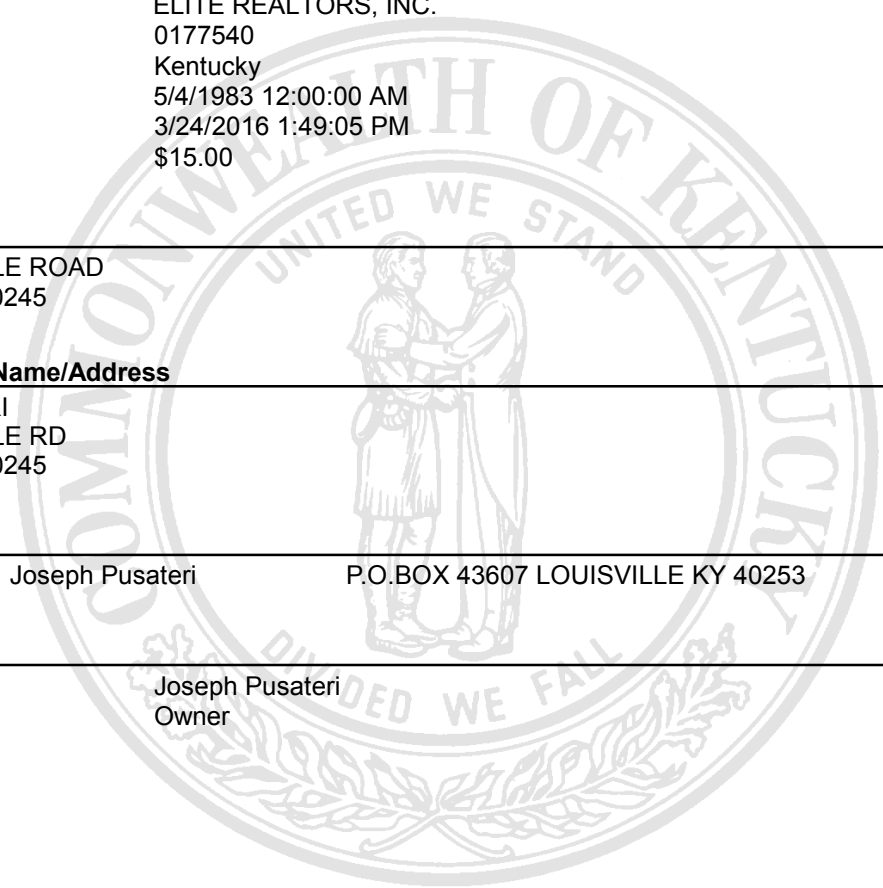 ELITE REALTORS, INC.
0177540
Kentucky
5/4/1983 12:00:00 AM
3/24/2016 1:49:05 PM
$15.00
COMMONWEALTH OF KENTUCKY
UNITED WE STAND
LE ROAD
0245
Name/Address
LE RD
0245
Joseph Pusateri P.O.BOX 43607 LOUISVILLE KY 40253
DIVIDED WE FALL
Joseph Pusateri
Owner